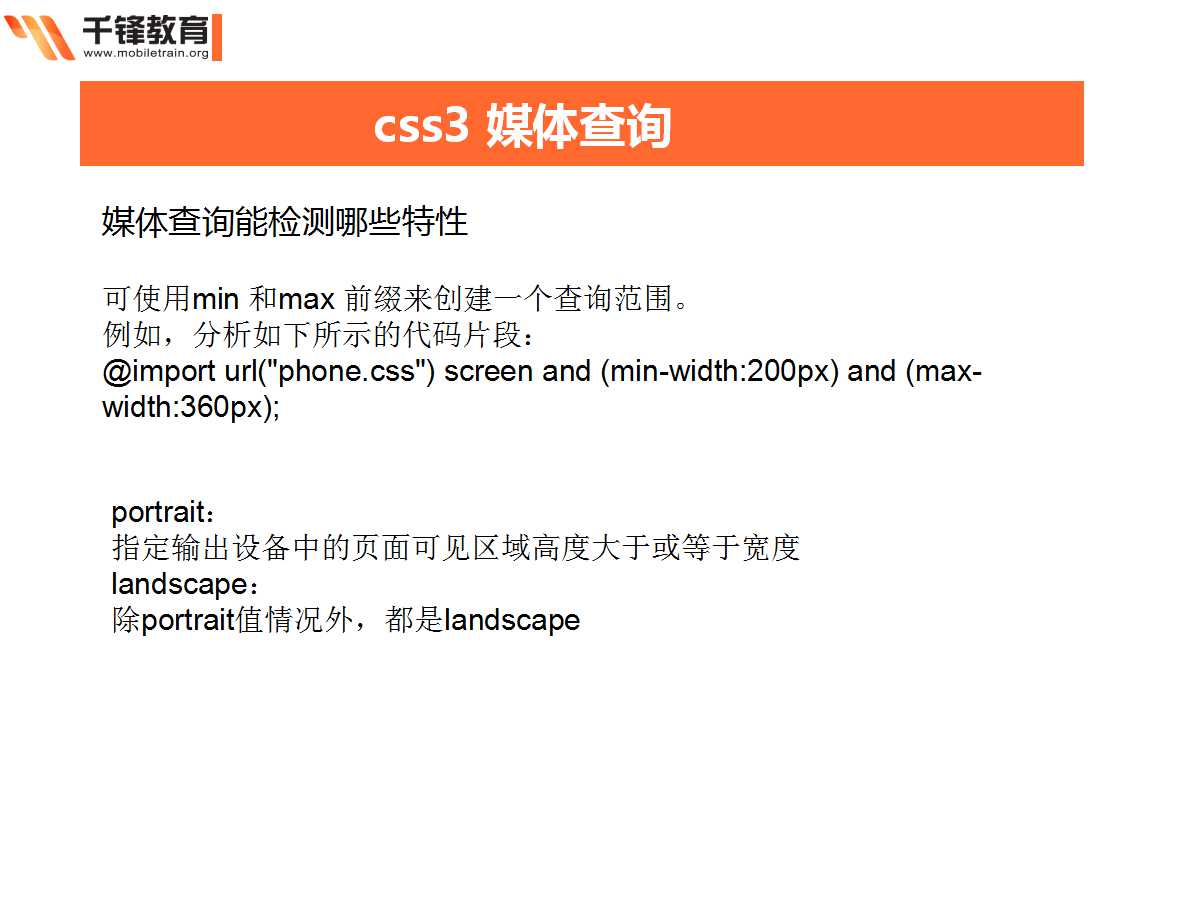 千锋教育
www.mobiletrain.org
css3 媒体查询
媒体查询能检测哪些特性
可使用min 和max 前缀来创建一个查询范围。
例如，分析如下所示的代码片段：
@import url("phone.css") screen and (min-width:200px) and (max-
width:360px);
portrait：
指定输出设备中的页面可见区域高度大于或等于宽度
landscape：
除portrait值情况外，都是landscape